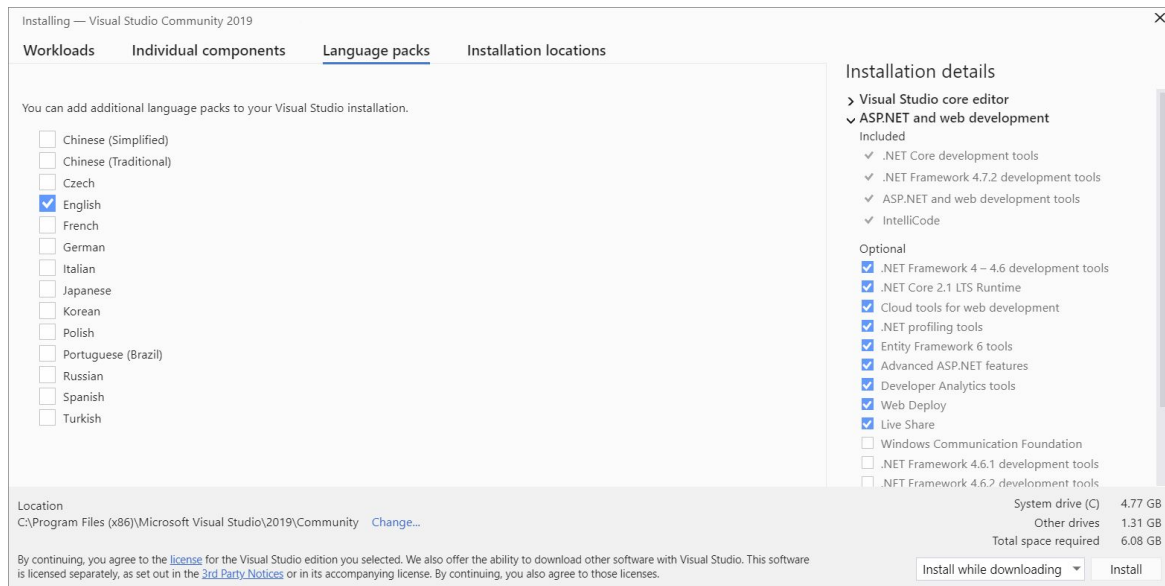 Installing — Visual Studio Community 2019
Workloads Individual components Language packs Installation locations
You can add additional language packs to your Visual Studio installation.
Chinese (Simplified)
Chinese (Traditional)
Czech
English
French
German
Italian
Japanese
Korean
Polish
Portuguese (Brazil)
Russian
Spanish
Turkish
Installation details
Visual Studio core editor
ASP.NET and web development
Included
.NET Core development tools
.NET Framework 4.7.2 development tools
ASP.NET and web development tools
IntelliCode
Optional
.NET Framework 4 – 4.6 development tools
.NET Core 2.1 LTS Runtime
Cloud tools for web development
.NET profiling tools
Entity Framework 6 tools
Advanced ASP.NET features
Developer Analytics tools
Web Deploy
Live Share
Windows Communication Foundation
.NET Framework 4.6.1 development tools
.NET Framework 4.6.2 development tools
Location
C:\Program Files (x86)\Microsoft Visual Studio\2019\Community Change...
By continuing, you agree to the license for the Visual Studio edition you selected. We also offer the ability to download other software with Visual Studio. This software
is licensed separately, as set out in the 3rd Party Notices or in its accompanying license. By continuing, you also agree to those licenses.
System drive (C) 4.77 GB
Other drives 1.31 GB
Total space required 6.08 GB
Install while downloading Install